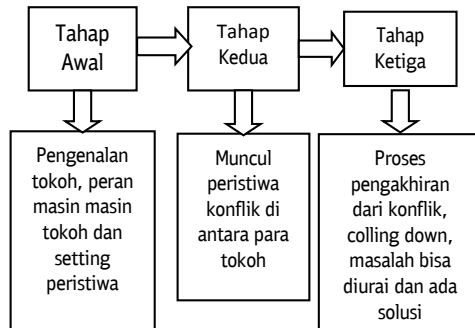 Tahap
Awal
Tahap
Kedua
Tahap
Ketiga
Pengenalan
tokoh, peran
masin masin
tokoh dan
setting
peristiwa
Muncul
peristiwa
konflik di
antara para
tokoh
Proses
pengakhiran
dari konflik,
colling down,
masalah bisa
diurai dan ada
solusi